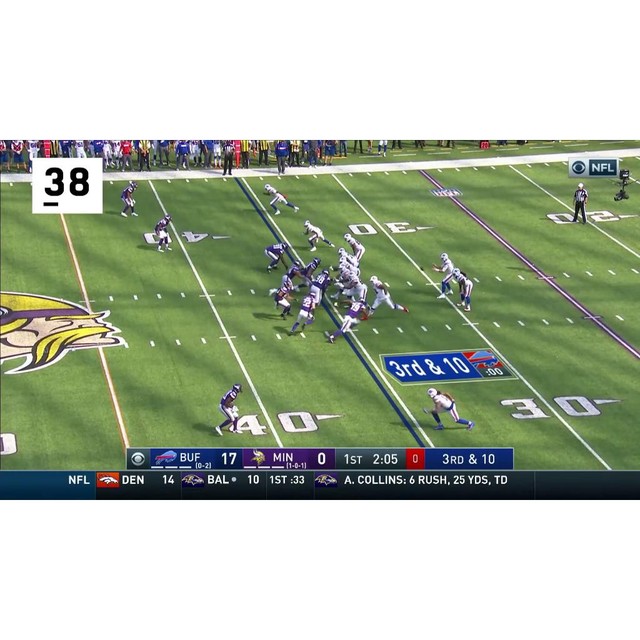 38
NFL
20
30
40
3rd & 10
:00
30
40
BUF (0-2) 17 MIN (1-0-1) 0 1ST 2:05 0 3RD & 10
NFL DEN 14 BAL 10 1ST :33 A. COLLINS: 6 RUSH, 25 YDS, TD